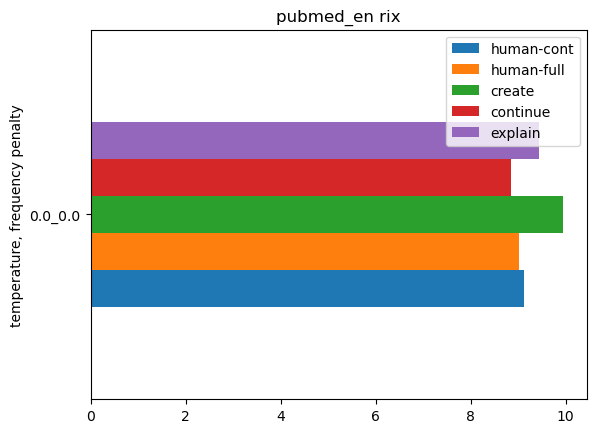 pubmed_en rix
human-cont
human-full
create
continue
explain
temperature, frequency penalty
0.0_0.0
0 2 4 6 8 10